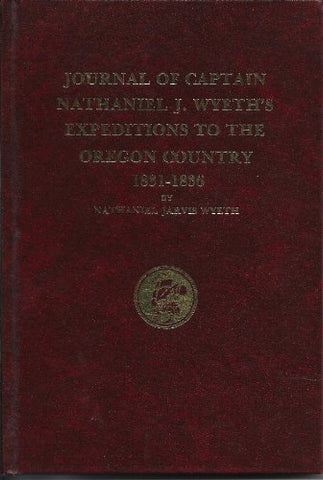 JOURNAL OF CAPTAIN
NATHANIEL J. WYETH'S
EXPEDITIONS TO THE
OREGON COUNTRY
1831-1836
BY
NATHANIEL JARVIS WYETH